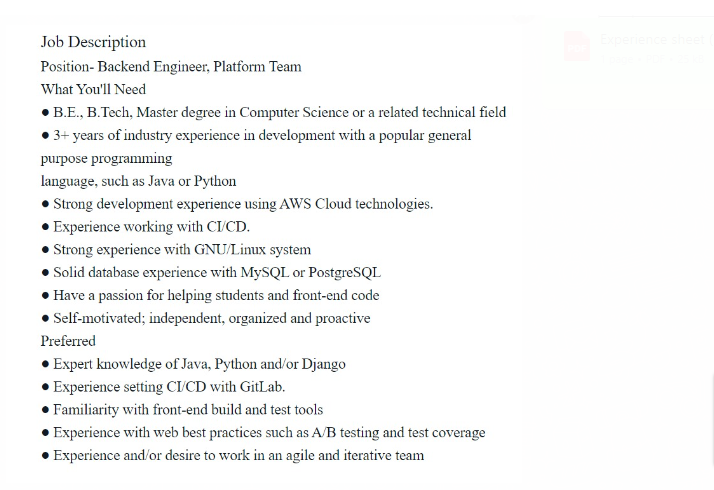 Job Description
Position- Backend Engineer, Platform Team
What You'll Need
● B.E., B.Tech, Master degree in Computer Science or a related technical field
● 3+ years of industry experience in development with a popular general
purpose programming
language, such as Java or Python
● Strong development experience using AWS Cloud technologies.
● Experience working with CI/CD.
● Strong experience with GNU/Linux system
● Solid database experience with MySQL or PostgreSQL
● Have a passion for helping students and front-end code
● Self-motivated; independent, organized and proactive
Preferred
● Expert knowledge of Java, Python and/or Django
● Experience setting CI/CD with GitLab.
● Familiarity with front-end build and test tools
● Experience with web best practices such as A/B testing and test coverage
● Experience and/or desire to work in an agile and iterative team